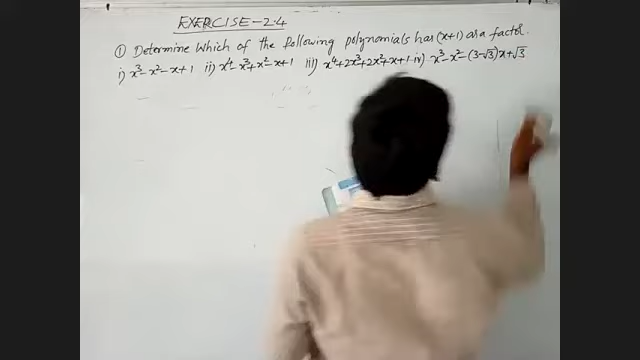 EXERCISE-2.4
① Determine Which of the following polynomials has (x+1) as a factor.
i) x³-x²-x+1 ii) x⁴-x³+x²-x+1 iii) x⁴+2x³+2x²+x+1 iv) x³-x²-(3-√3)x+√3